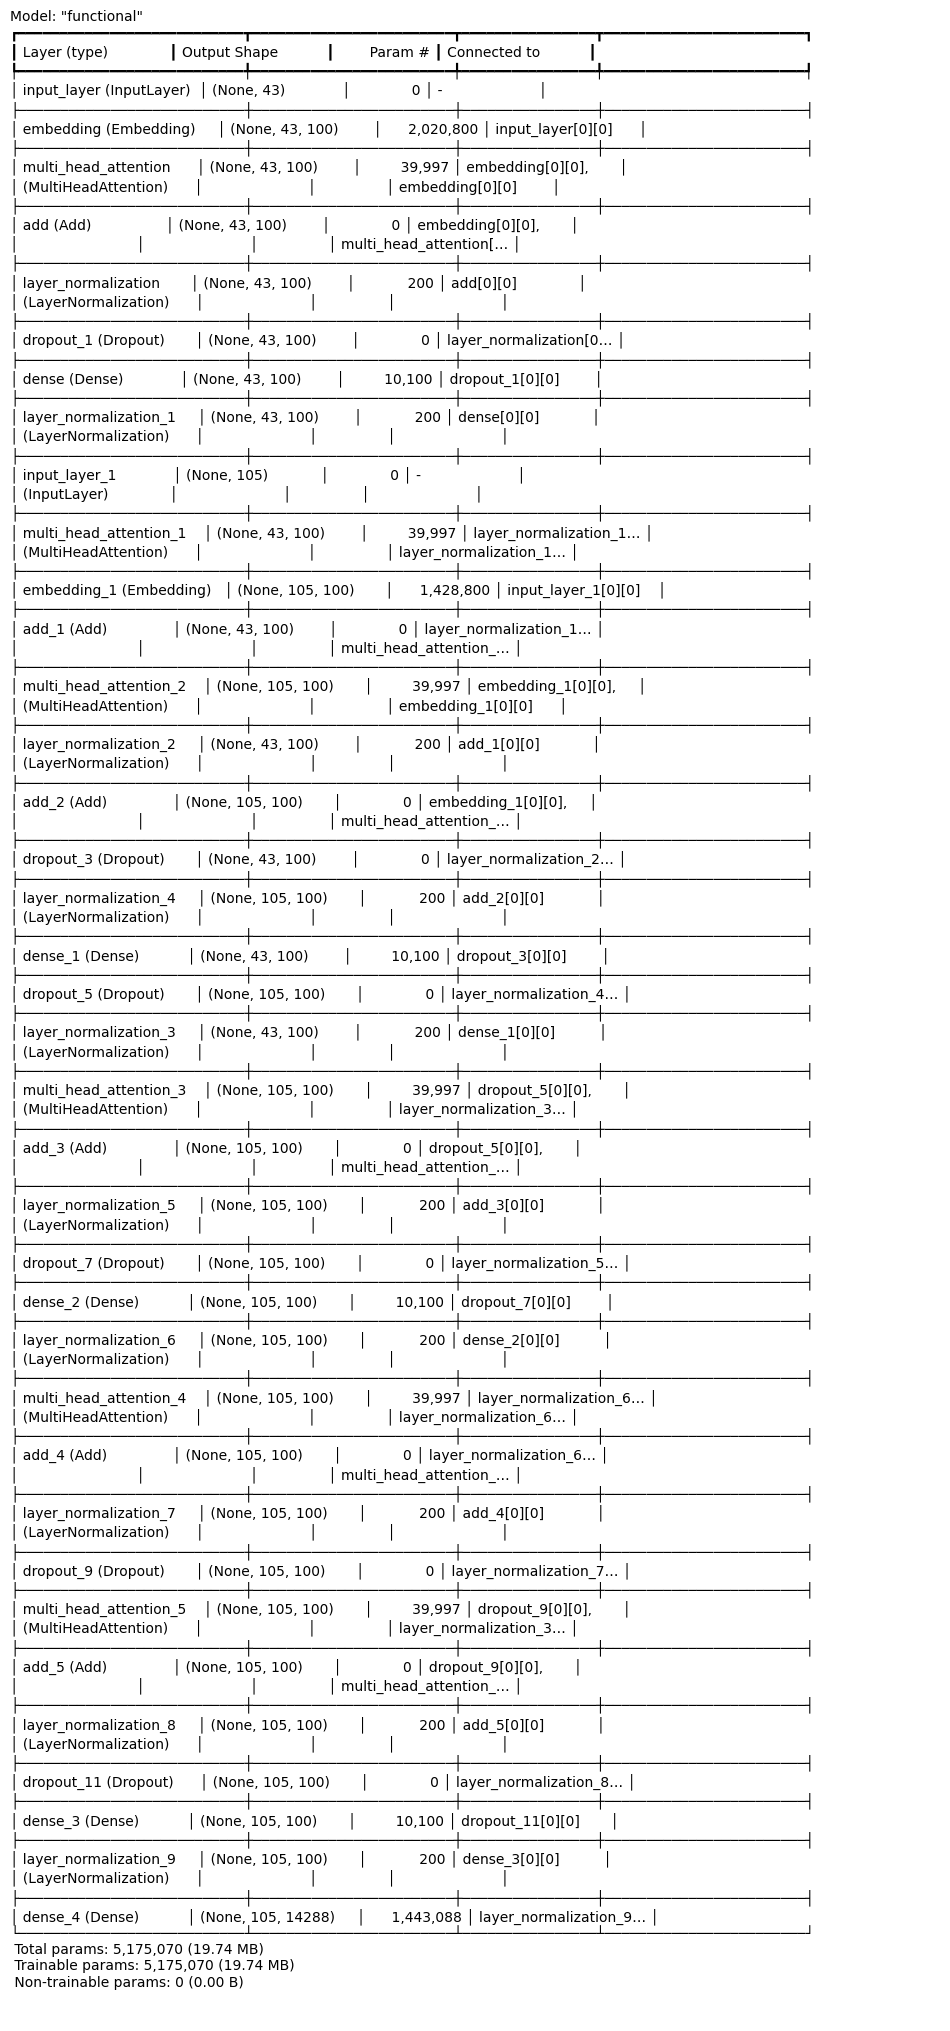 Model: "functional"
┃ Layer (type) ┃ Output Shape ┃ Param # ┃ Connected to ┃
│ input_layer (InputLayer) │ (None, 43) │ 0 │ - │
│ embedding (Embedding) │ (None, 43, 100) │ 2,020,800 │ input_layer[0][0] │
│ multi_head_attention │ (None, 43, 100) │ 39,997 │ embedding[0][0], │
│ (MultiHeadAttention) │ │ │ embedding[0][0] │
│ add (Add) │ (None, 43, 100) │ 0 │ embedding[0][0], │
│ │ │ │ multi_head_attention[… │
│ layer_normalization │ (None, 43, 100) │ 200 │ add[0][0] │
│ (LayerNormalization) │ │ │ │
│ dropout_1 (Dropout) │ (None, 43, 100) │ 0 │ layer_normalization[0… │
│ dense (Dense) │ (None, 43, 100) │ 10,100 │ dropout_1[0][0] │
│ layer_normalization_1 │ (None, 43, 100) │ 200 │ dense[0][0] │
│ (LayerNormalization) │ │ │ │
│ input_layer_1 │ (None, 105) │ 0 │ - │
│ (InputLayer) │ │ │ │
│ multi_head_attention_1 │ (None, 43, 100) │ 39,997 │ layer_normalization_1… │
│ (MultiHeadAttention) │ │ │ layer_normalization_1… │
│ embedding_1 (Embedding) │ (None, 105, 100) │ 1,428,800 │ input_layer_1[0][0] │
│ add_1 (Add) │ (None, 43, 100) │ 0 │ layer_normalization_1… │
│ │ │ │ multi_head_attention_… │
│ multi_head_attention_2 │ (None, 105, 100) │ 39,997 │ embedding_1[0][0], │
│ (MultiHeadAttention) │ │ │ embedding_1[0][0] │
│ layer_normalization_2 │ (None, 43, 100) │ 200 │ add_1[0][0] │
│ (LayerNormalization) │ │ │ │
│ add_2 (Add) │ (None, 105, 100) │ 0 │ embedding_1[0][0], │
│ │ │ │ multi_head_attention_… │
│ dropout_3 (Dropout) │ (None, 43, 100) │ 0 │ layer_normalization_2… │
│ layer_normalization_4 │ (None, 105, 100) │ 200 │ add_2[0][0] │
│ (LayerNormalization) │ │ │ │
│ dense_1 (Dense) │ (None, 43, 100) │ 10,100 │ dropout_3[0][0] │
│ dropout_5 (Dropout) │ (None, 105, 100) │ 0 │ layer_normalization_4… │
│ layer_normalization_3 │ (None, 43, 100) │ 200 │ dense_1[0][0] │
│ (LayerNormalization) │ │ │ │
│ multi_head_attention_3 │ (None, 105, 100) │ 39,997 │ dropout_5[0][0], │
│ (MultiHeadAttention) │ │ │ layer_normalization_3… │
│ add_3 (Add) │ (None, 105, 100) │ 0 │ dropout_5[0][0], │
│ │ │ │ multi_head_attention_… │
│ layer_normalization_5 │ (None, 105, 100) │ 200 │ add_3[0][0] │
│ (LayerNormalization) │ │ │ │
│ dropout_7 (Dropout) │ (None, 105, 100) │ 0 │ layer_normalization_5… │
│ dense_2 (Dense) │ (None, 105, 100) │ 10,100 │ dropout_7[0][0] │
│ layer_normalization_6 │ (None, 105, 100) │ 200 │ dense_2[0][0] │
│ (LayerNormalization) │ │ │ │
│ multi_head_attention_4 │ (None, 105, 100) │ 39,997 │ layer_normalization_6… │
│ (MultiHeadAttention) │ │ │ layer_normalization_6… │
│ add_4 (Add) │ (None, 105, 100) │ 0 │ layer_normalization_6… │
│ │ │ │ multi_head_attention_… │
│ layer_normalization_7 │ (None, 105, 100) │ 200 │ add_4[0][0] │
│ (LayerNormalization) │ │ │ │
│ dropout_9 (Dropout) │ (None, 105, 100) │ 0 │ layer_normalization_7… │
│ multi_head_attention_5 │ (None, 105, 100) │ 39,997 │ dropout_9[0][0], │
│ (MultiHeadAttention) │ │ │ layer_normalization_3… │
│ add_5 (Add) │ (None, 105, 100) │ 0 │ dropout_9[0][0], │
│ │ │ │ multi_head_attention_… │
│ layer_normalization_8 │ (None, 105, 100) │ 200 │ add_5[0][0] │
│ (LayerNormalization) │ │ │ │
│ dropout_11 (Dropout) │ (None, 105, 100) │ 0 │ layer_normalization_8… │
│ dense_3 (Dense) │ (None, 105, 100) │ 10,100 │ dropout_11[0][0] │
│ layer_normalization_9 │ (None, 105, 100) │ 200 │ dense_3[0][0] │
│ (LayerNormalization) │ │ │ │
│ dense_4 (Dense) │ (None, 105, 14288) │ 1,443,088 │ layer_normalization_9… │
Total params: 5,175,070 (19.74 MB)
Trainable params: 5,175,070 (19.74 MB)
Non-trainable params: 0 (0.00 B)